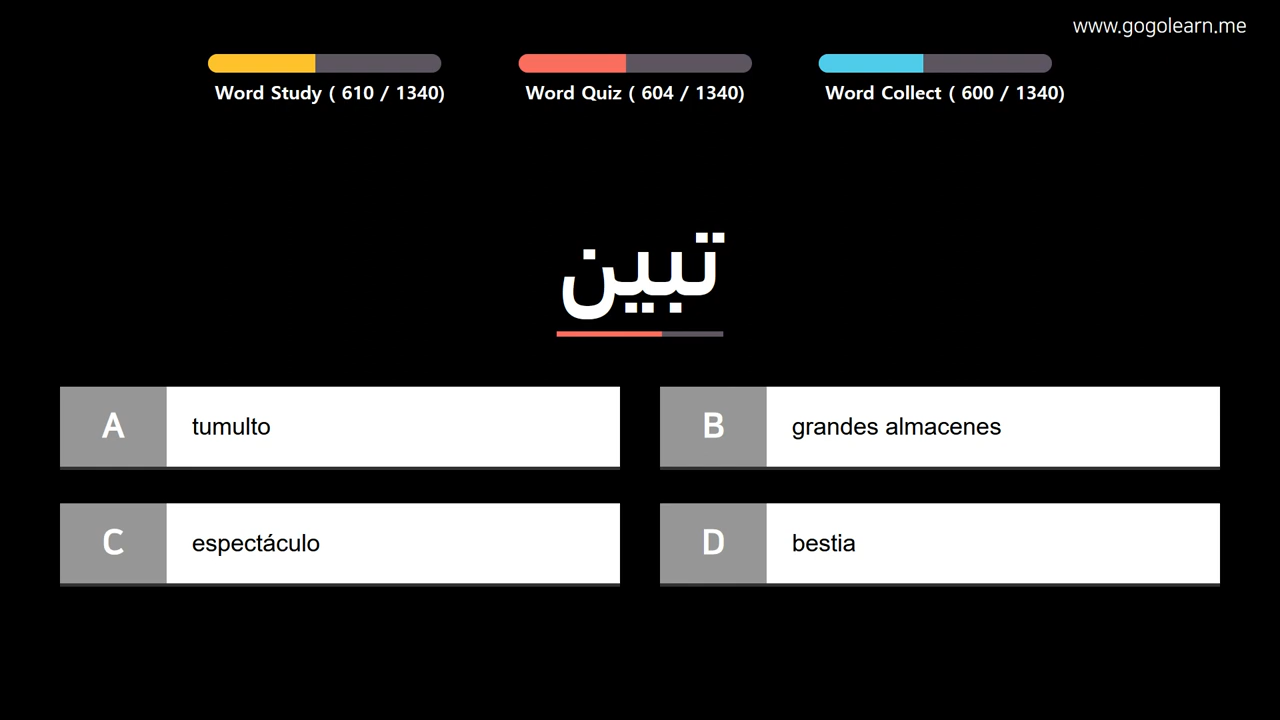 www.gogolearn.me
Word Study ( 610 / 1340)
Word Quiz ( 604 / 1340)
Word Collect ( 600 / 1340)
تبين
A tumulto
B grandes almacenes
C espectáculo
D bestia